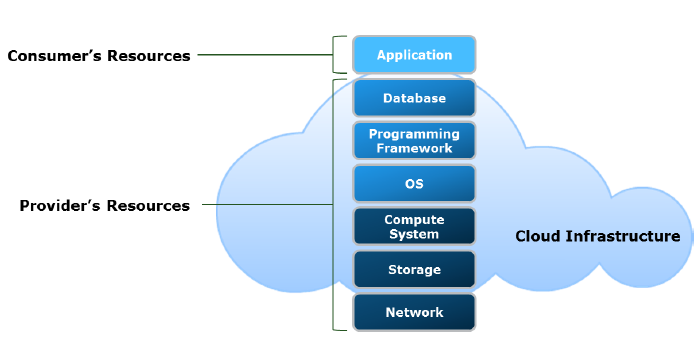 Consumer's Resources
Application
Database
Programming
Framework
OS
Provider's Resources
Compute
System
Cloud Infrastructure
Storage
Network